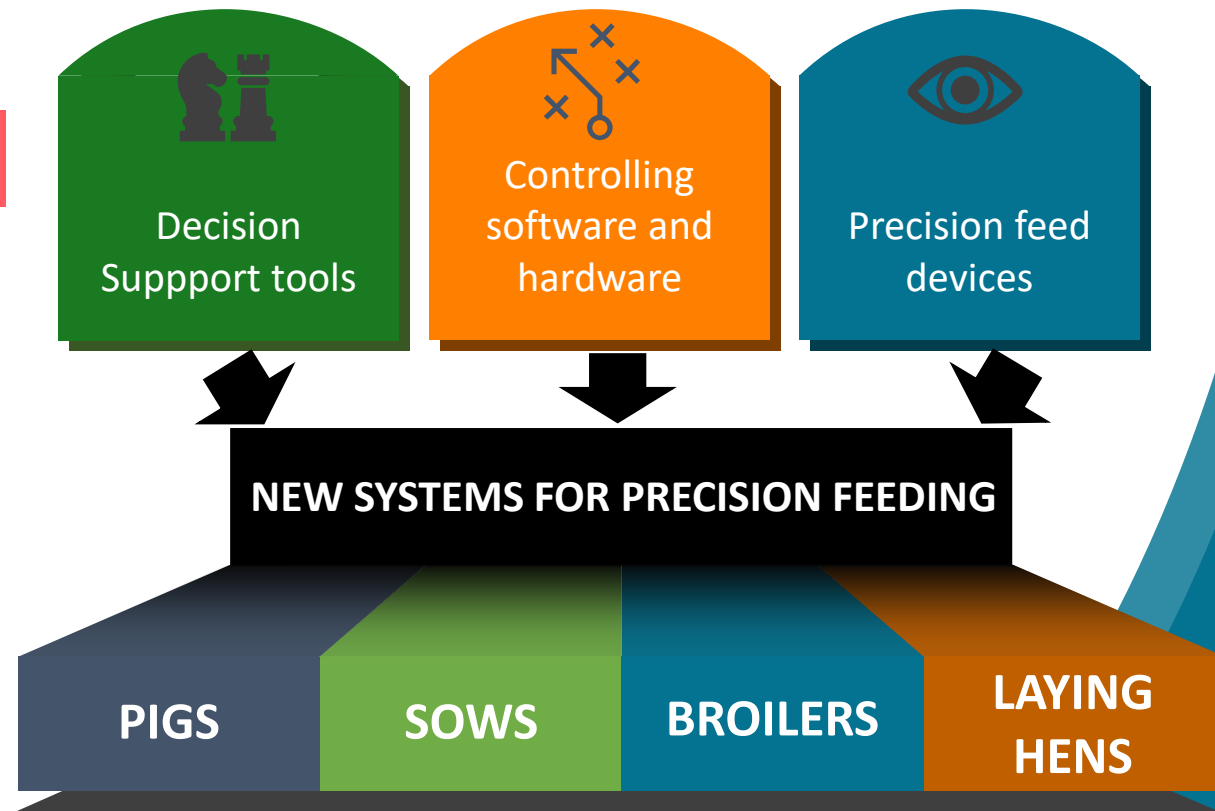 Decision
Suppport tools
Controlling
software and
hardware
Precision feed
devices
NEW SYSTEMS FOR PRECISION FEEDING
PIGS
SOWS
BROILERS
LAYING
HENS